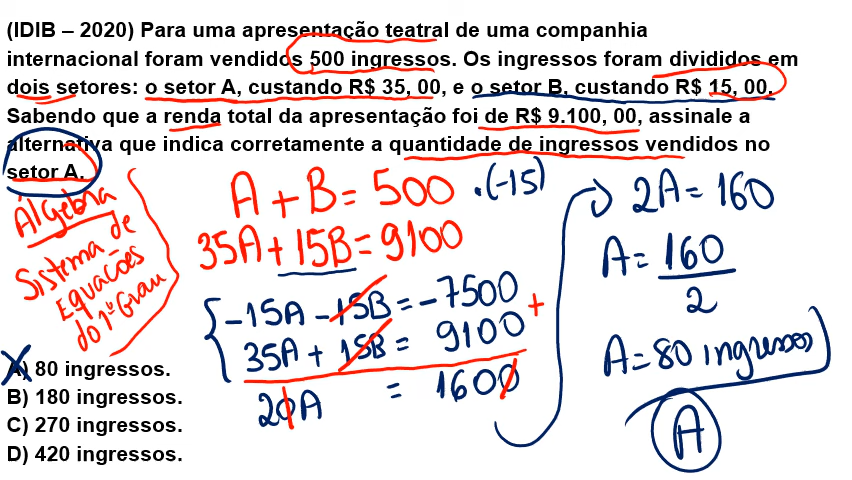 (IDIB – 2020) Para uma apresentação teatral de uma companhia
internacional foram vendidos 500 ingressos. Os ingressos foram divididos em
dois setores: o setor A, custando R$ 35, 00, e o setor B, custando R$ 15, 00.
Sabendo que a renda total da apresentação foi de R$ 9.100, 00, assinale a
alternativa que indica corretamente a quantidade de ingressos vendidos no
setor A.
Álgebra
Sistema de
Equações
do 1º Grau
A + B = 500 .(-15)
35A + 15B = 9100
-15A - 15B = -7500
35A + 15B = 9100 +
20A = 1600
2A = 160
A = 160
2
A = 80 ingressos
A
A) 80 ingressos.
B) 180 ingressos.
C) 270 ingressos.
D) 420 ingressos.